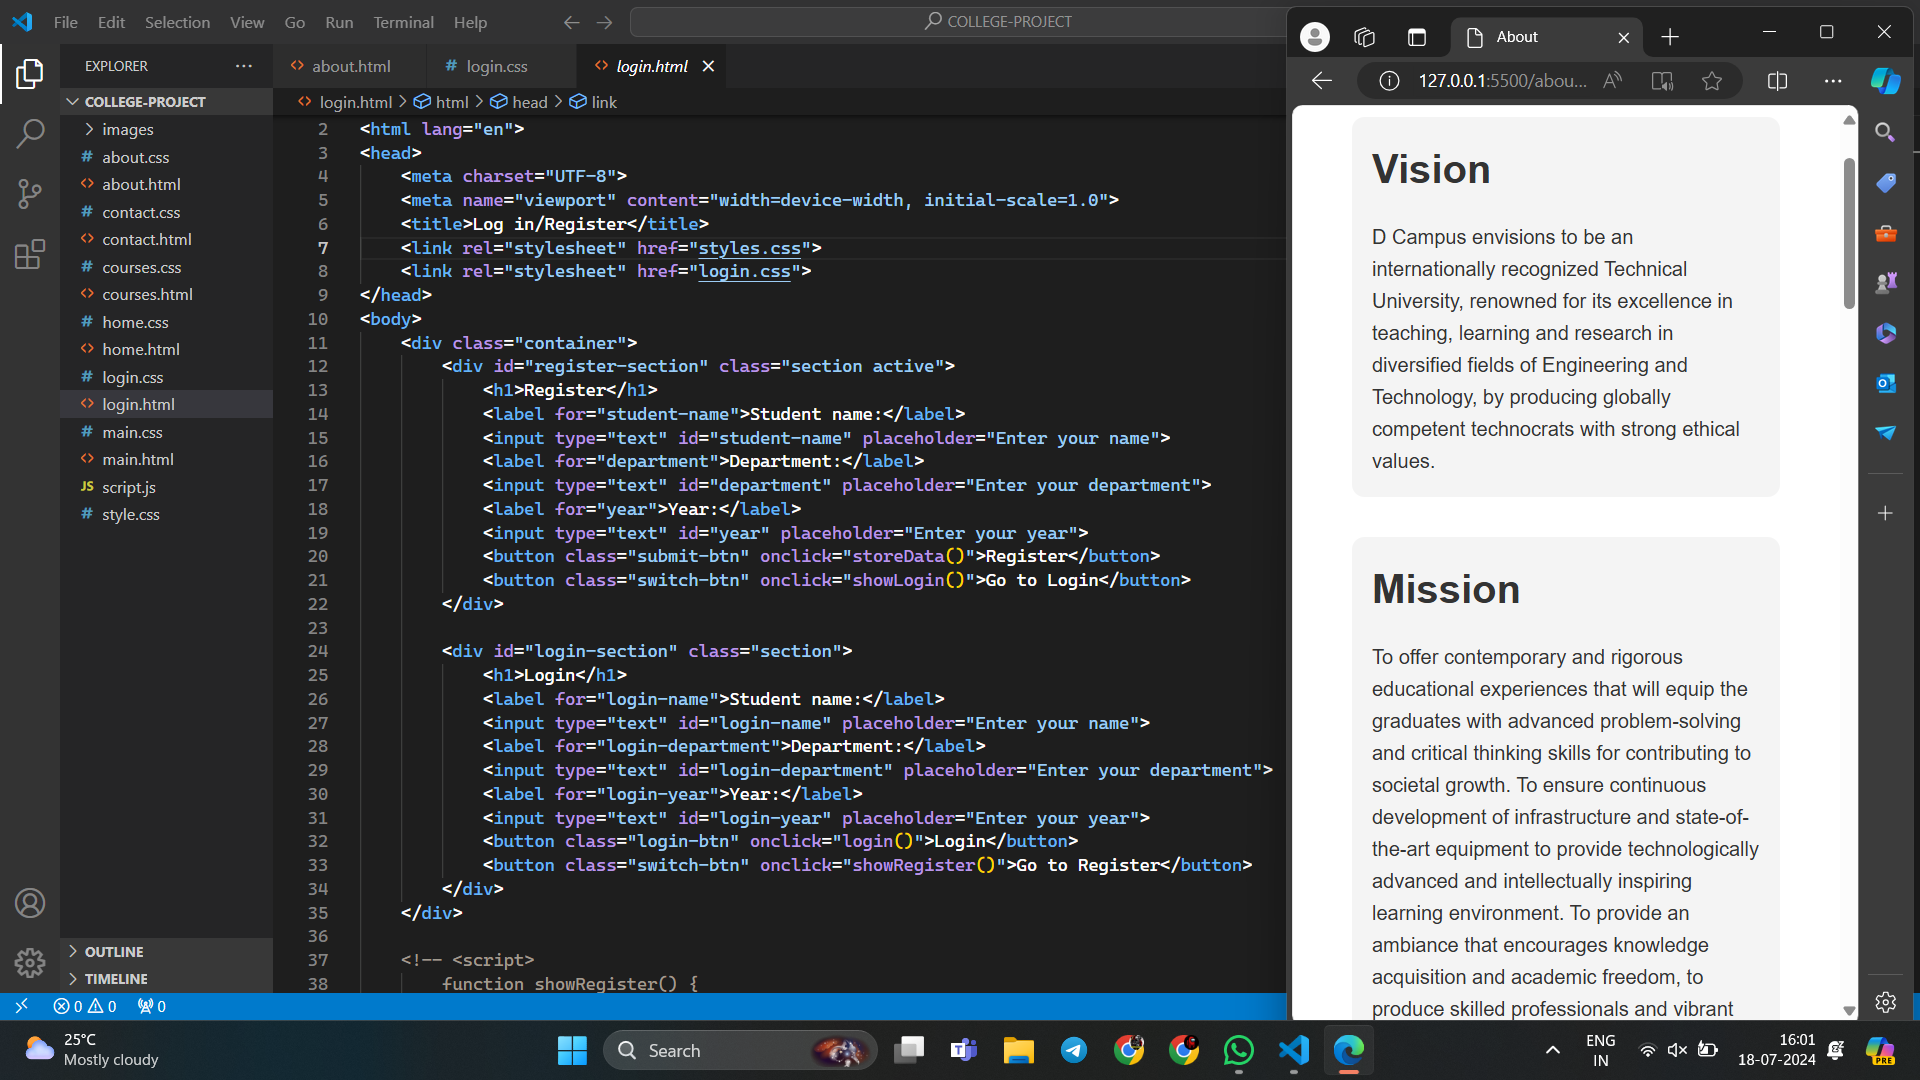 File Edit Selection View Go Run Terminal Help
COLLEGE-PROJECT
EXPLORER
about.html
login.css
login.html
COLLEGE-PROJECT
images
about.css
about.html
contact.css
contact.html
courses.css
courses.html
home.css
home.html
login.css
login.html
main.css
main.html
JS script.js
style.css
OUTLINE
TIMELINE
login.html > html > head > link
2 <html lang="en">
3 <head>
4 <meta charset="UTF-8">
5 <meta name="viewport" content="width=device-width, initial-scale=1.0">
6 <title>Log in/Register</title>
7 <link rel="stylesheet" href="styles.css">
8 <link rel="stylesheet" href="login.css">
9 </head>
10 <body>
11 <div class="container">
12 <div id="register-section" class="section active">
13 <h1>Register</h1>
14 <label for="student-name">Student name:</label>
15 <input type="text" id="student-name" placeholder="Enter your name">
16 <label for="department">Department:</label>
17 <input type="text" id="department" placeholder="Enter your department">
18 <label for="year">Year:</label>
19 <input type="text" id="year" placeholder="Enter your year">
20 <button class="submit-btn" onclick="storeData()">Register</button>
21 <button class="switch-btn" onclick="showLogin()">Go to Login</button>
22 </div>
23
24 <div id="login-section" class="section">
25 <h1>Login</h1>
26 <label for="login-name">Student name:</label>
27 <input type="text" id="login-name" placeholder="Enter your name">
28 <label for="login-department">Department:</label>
29 <input type="text" id="login-department" placeholder="Enter your department">
30 <label for="login-year">Year:</label>
31 <input type="text" id="login-year" placeholder="Enter your year">
32 <button class="login-btn" onclick="login()">Login</button>
33 <button class="switch-btn" onclick="showRegister()">Go to Register</button>
34 </div>
35 </div>
36
37 <!-- <script>
38 function showRegister() {
0 0 0
About
127.0.0.1:5500/abou...
Vision
D Campus envisions to be an
internationally recognized Technical
University, renowned for its excellence in
teaching, learning and research in
diversified fields of Engineering and
Technology, by producing globally
competent technocrats with strong ethical
values.
Mission
To offer contemporary and rigorous
educational experiences that will equip the
graduates with advanced problem-solving
and critical thinking skills for contributing to
societal growth. To ensure continuous
development of infrastructure and state-of-
the-art equipment to provide technologically
advanced and intellectually inspiring
learning environment. To provide an
ambiance that encourages knowledge
acquisition and academic freedom, to
produce skilled professionals and vibrant
25°C
Mostly cloudy
Search
ENG
IN
16:01
18-07-2024
PRE